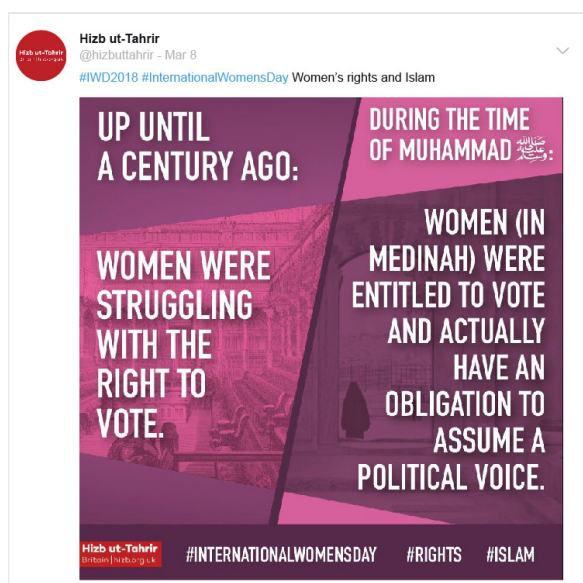 Hizb ut-Tahrir
@hizbuttahrir - Mar 8
#IWD2018 #InternationalWomensDay Women's rights and Islam
UP UNTIL
A CENTURY AGO:
WOMEN WERE
STRUGGLING
WITH THE
RIGHT TO
VOTE.
DURING THE TIME
OF MUHAMMAD ﷺ:
WOMEN (IN
MEDINAH) WERE
ENTITLED TO VOTE
AND ACTUALLY
HAVE AN
OBLIGATION TO
ASSUME A
POLITICAL VOICE.
Hizb ut-Tahrir
Britain | hizb.org.uk
#INTERNATIONALWOMENSDAY #RIGHTS #ISLAM
Hizb ut-Tahrir